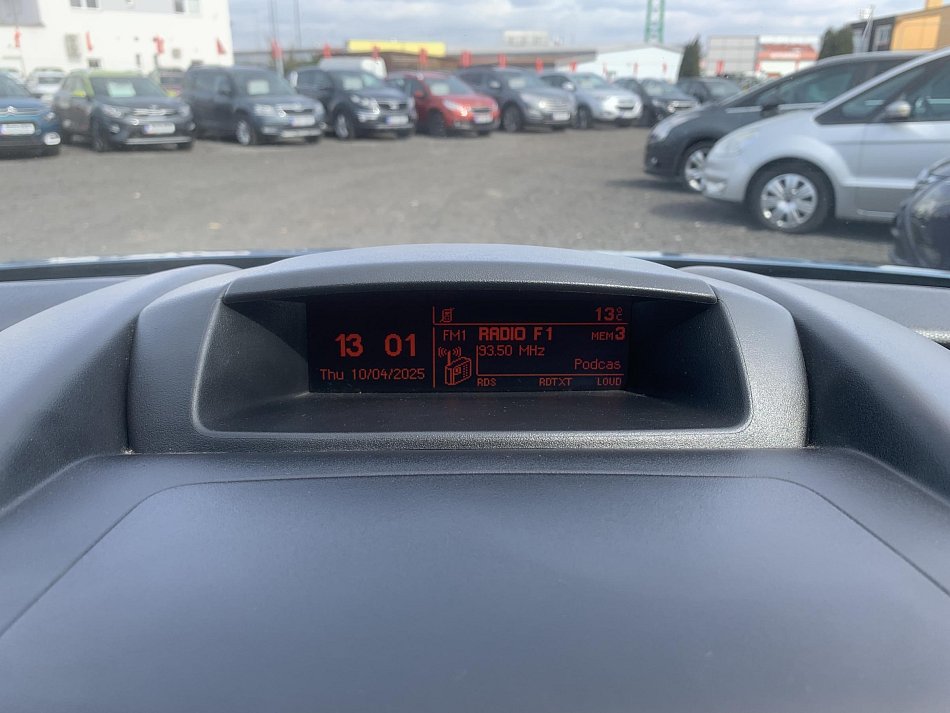 13 01
Thu 10/04/2025
13°C
FM1 RADIO F1 MEM3
93.50 MHz
Podcas
RDS RDTXT LOUD